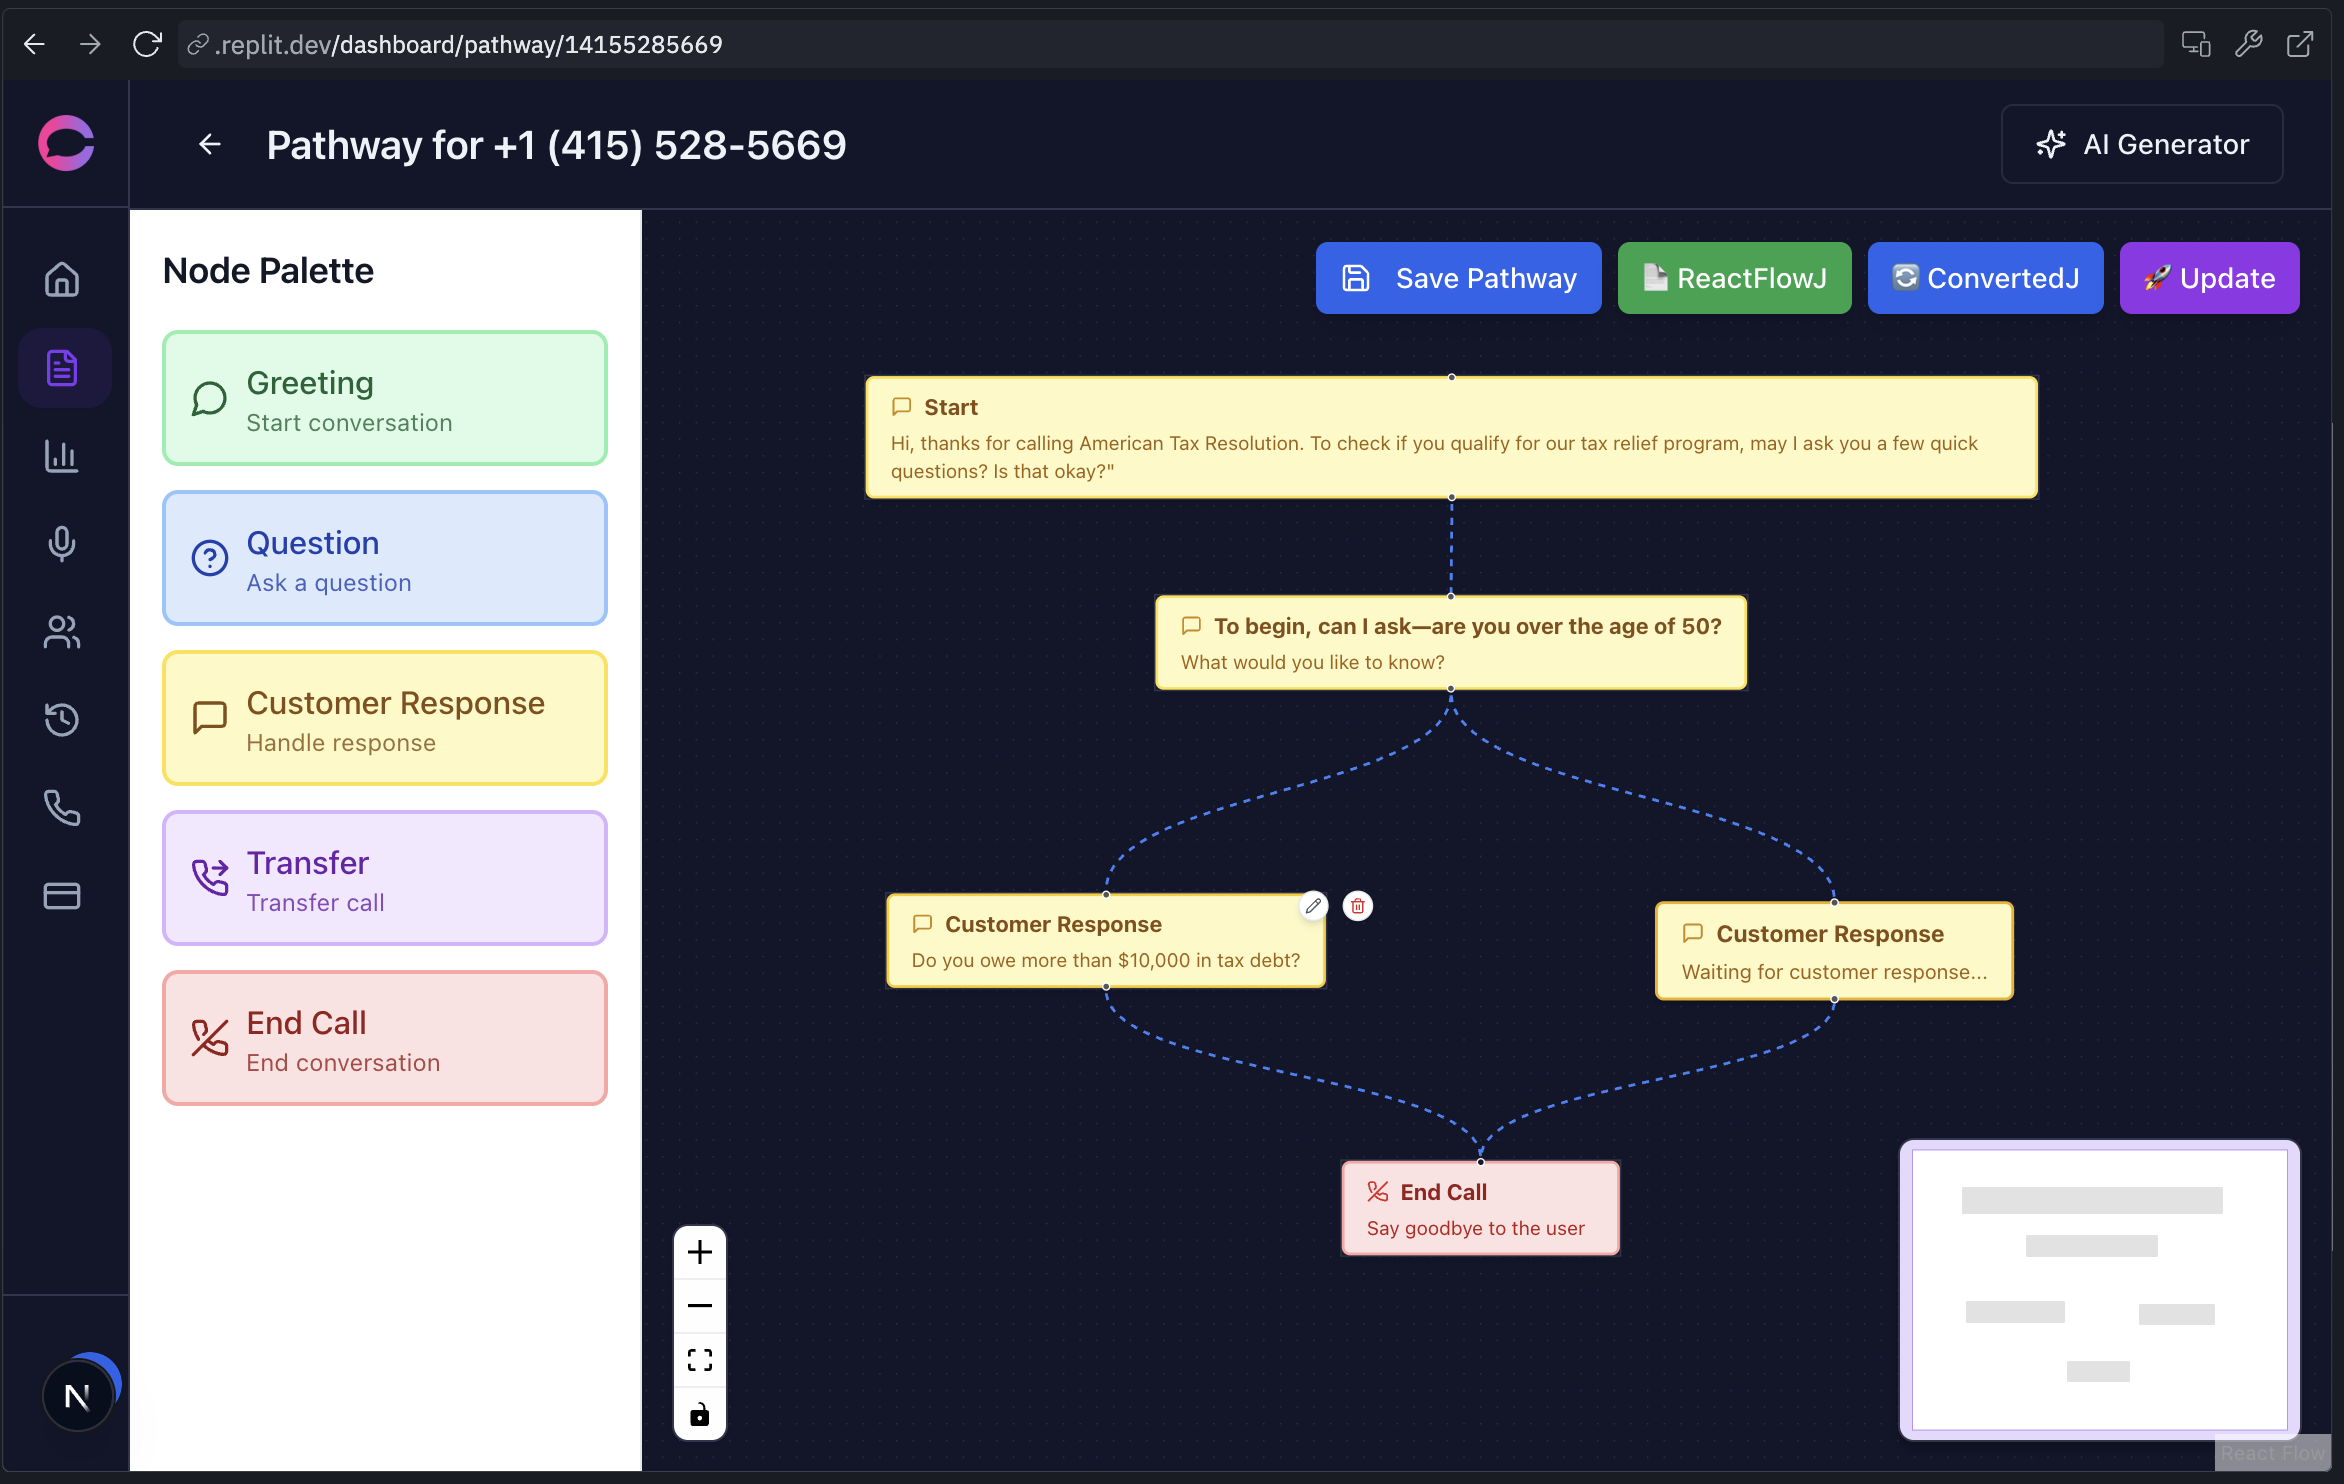 .replit.dev/dashboard/pathway/14155285669
Pathway for +1 (415) 528-5669
AI Generator
Node Palette
Greeting
Start conversation
Question
Ask a question
Customer Response
Handle response
Transfer
Transfer call
End Call
End conversation
N
Save Pathway
ReactFlowJ
ConvertedJ
Update
Start
Hi, thanks for calling American Tax Resolution. To check if you qualify for our tax relief program, may I ask you a few quick
questions? Is that okay?"
To begin, can I ask—are you over the age of 50?
What would you like to know?
Customer Response
Do you owe more than $10,000 in tax debt?
Customer Response
Waiting for customer response...
End Call
Say goodbye to the user
React Flow